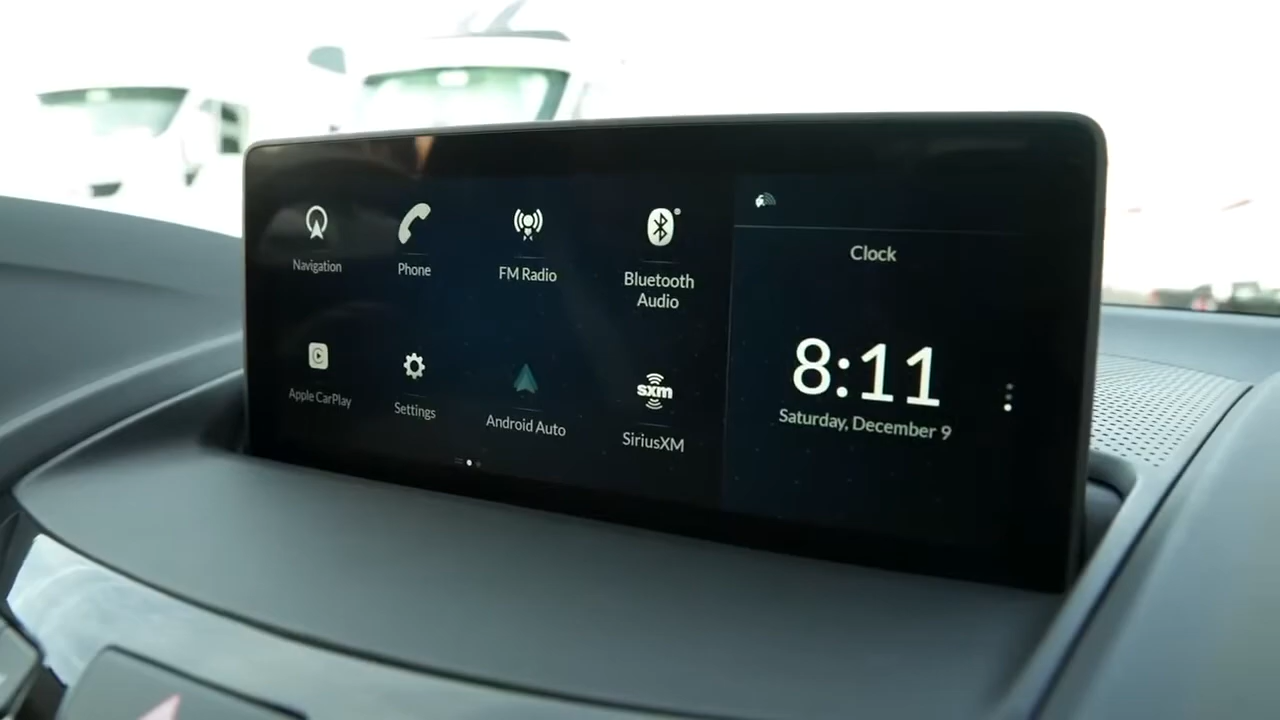 Navigation
Phone
FM Radio
Bluetooth
Audio
Apple CarPlay
Settings
Android Auto
sxm
SiriusXM
Clock
8:11
Saturday, December 9